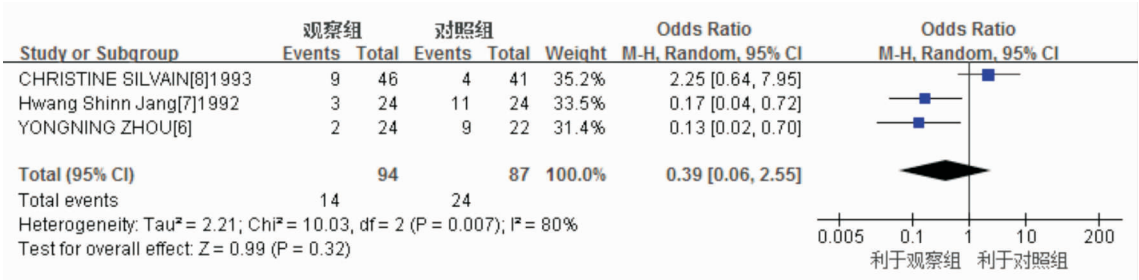 观察组 对照组 Odds Ratio Odds Ratio
Study or Subgroup Events Total Events Total Weight M-H, Random, 95% CI M-H, Random, 95% CI
CHRISTINE SILVAIN[8]1993 9 46 4 41 35.2% 2.25 [0.64, 7.95]
Hwang Shinn Jang[7]1992 3 24 11 24 33.5% 0.17 [0.04, 0.72]
YONGNING ZHOU[6] 2 24 9 22 31.4% 0.13 [0.02, 0.70]
Total (95% CI) 94 87 100.0% 0.39 [0.06, 2.55]
Total events 14 24
Heterogeneity: Tau² = 2.21; Chi² = 10.03, df = 2 (P = 0.007); I² = 80%
Test for overall effect: Z = 0.99 (P = 0.32)
0.005 0.1 1 10 200
利于观察组 利于对照组